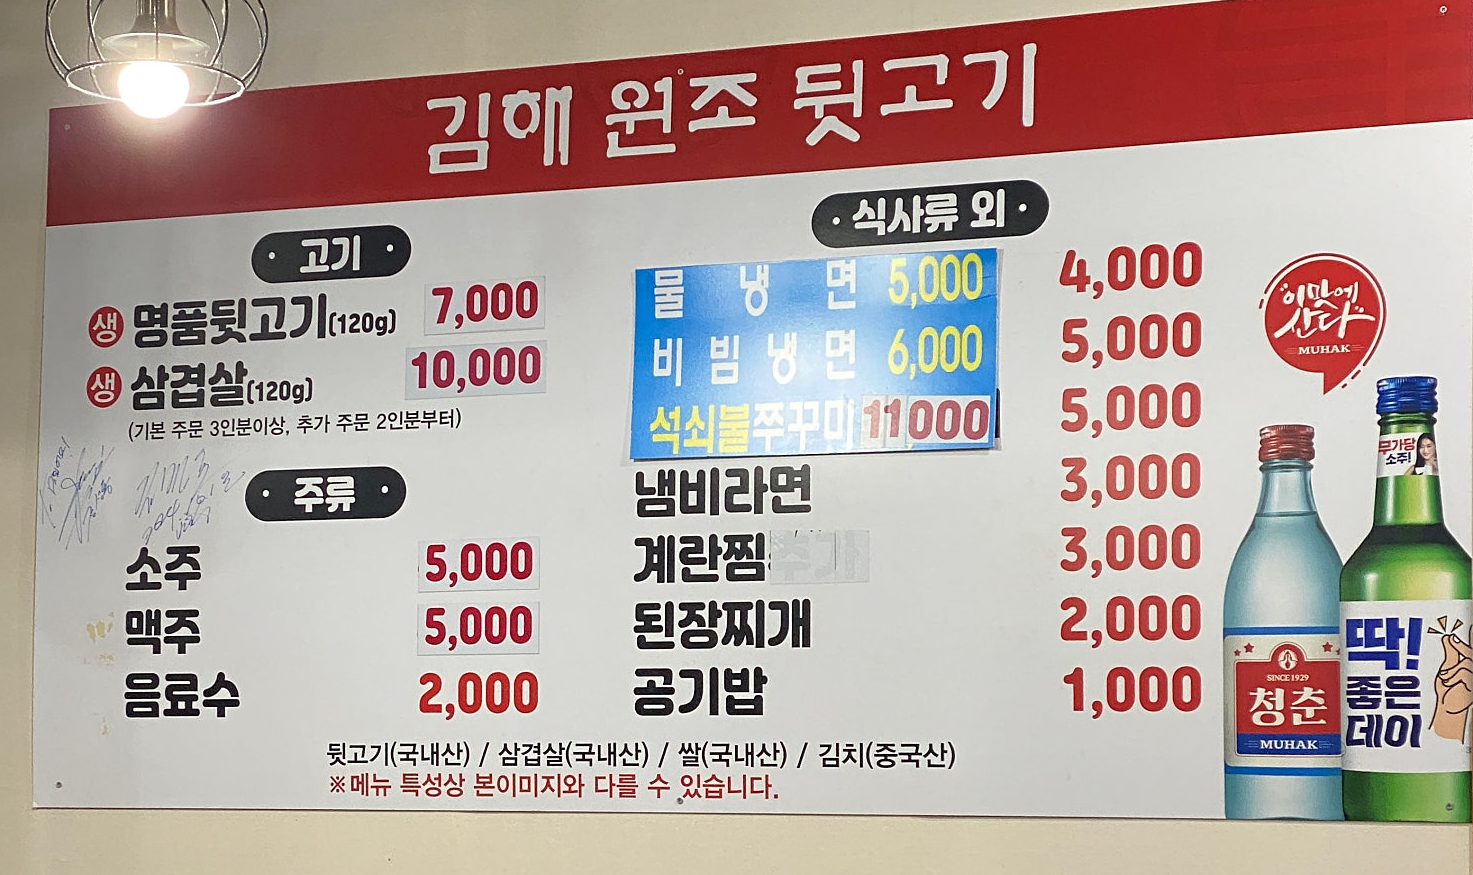 김해 원조 뒷고기
· 고기 ·
생 명품뒷고기(120g) 7,000
생 삼겹살(120g) 10,000
(기본 주문 3인분이상, 추가 주문 2인분부터)
· 주류 ·
소주 5,000
맥주 5,000
음료수 2,000
· 식사류 외 ·
물냉면 5,000
비빔냉면 6,000
석쇠불쭈꾸미 11,000
4,000
5,000
5,000
냄비라면 3,000
계란찜 3,000
된장찌개 2,000
공기밥 1,000
뒷고기(국내산) / 삼겹살(국내산) / 쌀(국내산) / 김치(중국산)
※메뉴 특성상 본이미지와 다를 수 있습니다.
"이맛에
산다"
MUHAK
SINCE 1929
청춘
MUHAK
무가당
소주!
딱!
좋은
데이